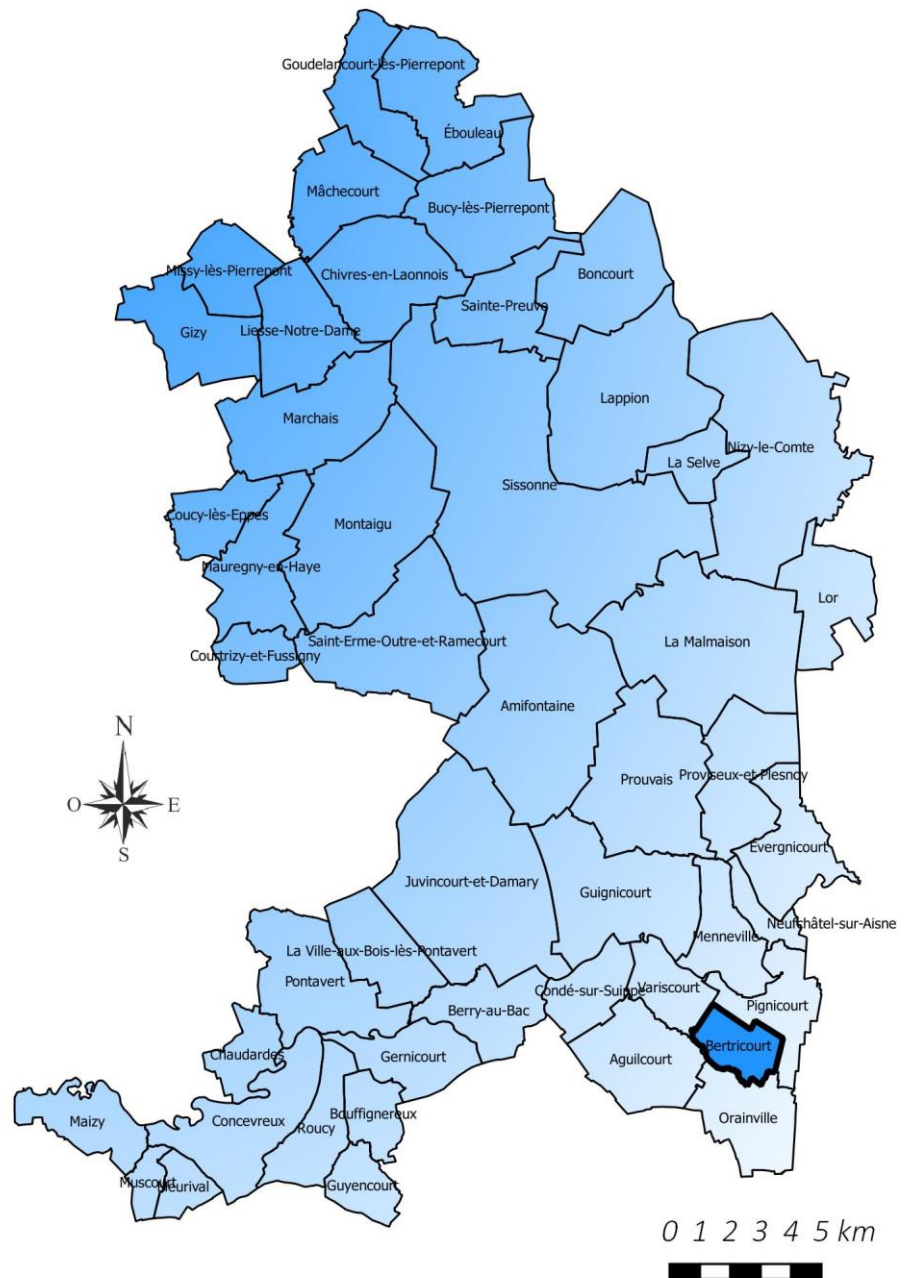 Goudelancourt-lès-Pierrepont
Ébouleau
Mâchecourt
Bucy-lès-Pierrepont
Missy-lès-Pierrepont
Chivres-en-Laonnois
Boncourt
Sainte-Preuve
Gizy
Liesse-Notre-Dame
Lappion
Marchais
Nizy-le-Comte
La Selve
Sissonne
Coucy-lès-Eppes
Montaigu
Mauregny-en-Haye
Lor
Saint-Erme-Outre-et-Ramecourt
La Malmaison
Courtrizy-et-Fussigny
Amifontaine
N
Prouvais
Proviseux-et-Plesnoy
O
E
S
Évergnicourt
Juvincourt-et-Damary
Guignicourt
Neufchâtel-sur-Aisne
Menneville
La Ville-aux-Bois-lès-Pontavert
Pontavert
Condé-sur-Suippe
Variscourt
Pignicourt
Berry-au-Bac
Bertricourt
Chaudardes
Gernicourt
Aguilcourt
Bouffignereux
Maizy
Concevreux
Roucy
Orainville
Muscourt
Meurival
Guyencourt
0 1 2 3 4 5 km